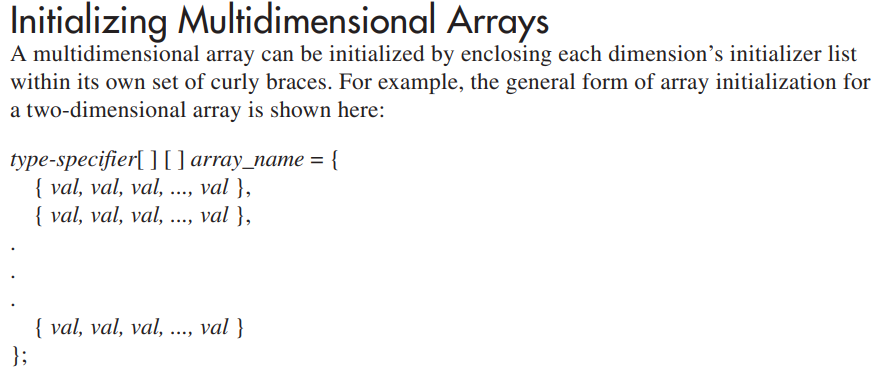 Initializing Multidimensional Arrays
A multidimensional array can be initialized by enclosing each dimension’s initializer list
within its own set of curly braces. For example, the general form of array initialization for
a two-dimensional array is shown here:
type-specifier[ ] [ ] array_name = {
{ val, val, val, ..., val },
{ val, val, val, ..., val },
.
.
.
{ val, val, val, ..., val }
};